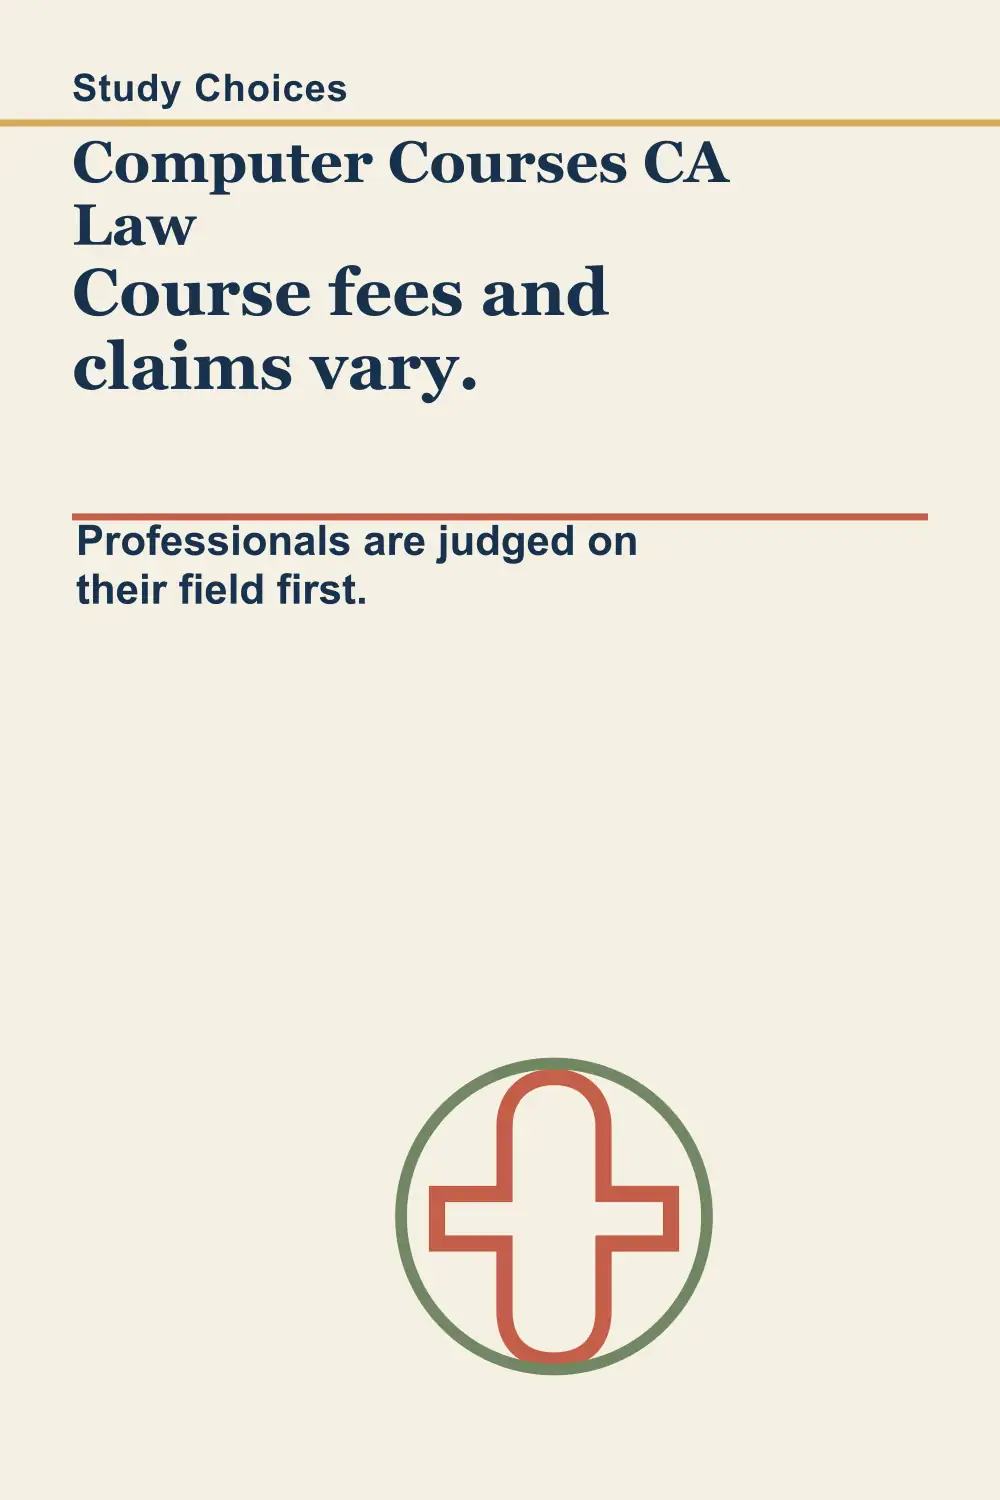 Study Choices
Computer Courses CA
Law
Course fees and
claims vary.
Professionals are judged on
their field first.